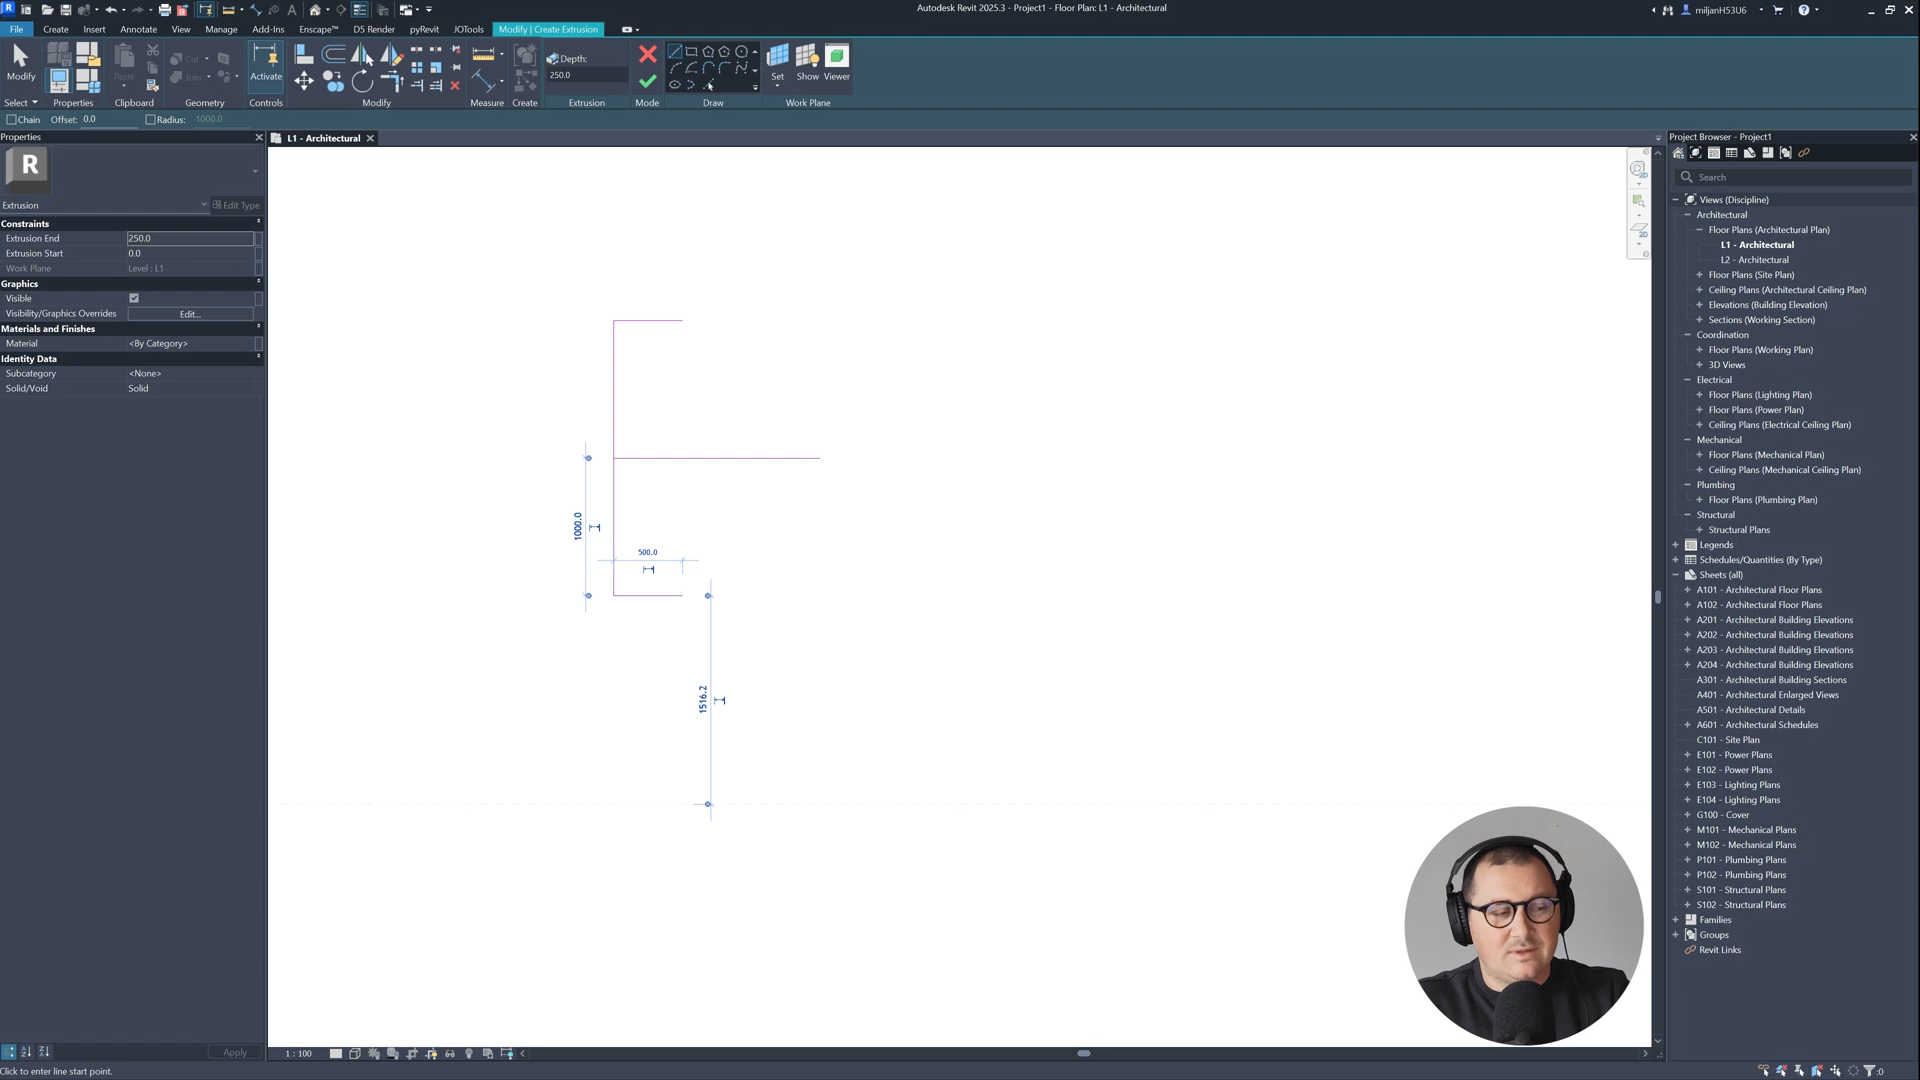 Autodesk Revit 2025.3 - Project1 - Floor Plan: L1 - Architectural
miljanH53U6
File
Create
Insert
Annotate
View
Manage
Add-Ins
Enscape™
D5 Render
pyRevit
JOTools
Modify | Create Extrusion
Modify
Paste
Cut
Join
Activate
Depth:
250.0
Set
Show
Viewer
Select
Properties
Clipboard
Geometry
Controls
Modify
Measure
Create
Extrusion
Mode
Draw
Work Plane
Chain
Offset: 0.0
Radius: 1000.0
Properties
R
Extrusion
Edit Type
Constraints
Extrusion End 250.0
Extrusion Start 0.0
Work Plane Level : L1
Graphics
Visible
Visibility/Graphics Overrides Edit...
Materials and Finishes
Material <By Category>
Identity Data
Subcategory <None>
Solid/Void Solid
Apply
L1 - Architectural
1000.0
500.0
1516.2
2D
2D
1 : 100
Click to enter line start point.
:0
Project Browser - Project1
Search
Views (Discipline)
Architectural
Floor Plans (Architectural Plan)
L1 - Architectural
L2 - Architectural
Floor Plans (Site Plan)
Ceiling Plans (Architectural Ceiling Plan)
Elevations (Building Elevation)
Sections (Working Section)
Coordination
Floor Plans (Working Plan)
3D Views
Electrical
Floor Plans (Lighting Plan)
Floor Plans (Power Plan)
Ceiling Plans (Electrical Ceiling Plan)
Mechanical
Floor Plans (Mechanical Plan)
Ceiling Plans (Mechanical Ceiling Plan)
Plumbing
Floor Plans (Plumbing Plan)
Structural
Structural Plans
Legends
Schedules/Quantities (By Type)
Sheets (all)
A101 - Architectural Floor Plans
A102 - Architectural Floor Plans
A201 - Architectural Building Elevations
A202 - Architectural Building Elevations
A203 - Architectural Building Elevations
A204 - Architectural Building Elevations
A301 - Architectural Building Sections
A401 - Architectural Enlarged Views
A501 - Architectural Details
A601 - Architectural Schedules
C101 - Site Plan
E101 - Power Plans
E102 - Power Plans
E103 - Lighting Plans
E104 - Lighting Plans
G100 - Cover
M101 - Mechanical Plans
M102 - Mechanical Plans
P101 - Plumbing Plans
P102 - Plumbing Plans
S101 - Structural Plans
S102 - Structural Plans
Families
Groups
Revit Links